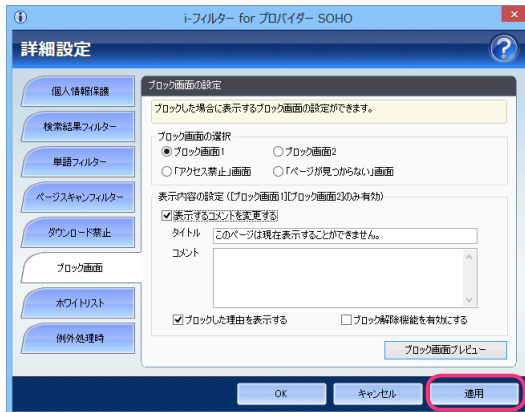 i-フィルター for プロバイダー SOHO
詳細設定
?
個人情報保護
検索結果フィルター
単語フィルター
ページスキャンフィルター
ダウンロード禁止
ブロック画面
ホワイトリスト
例外処理時
ブロック画面の設定
ブロックした場合に表示するブロック画面の設定ができます。
ブロック画面の選択
ブロック画面1 ブロック画面2
「アクセス禁止」画面 「ページが見つからない」画面
表示内容の設定([ブロック画面1][ブロック画面2]のみ有効)
表示するコメントを変更する
タイトル このページは現在表示することができません。
コメント
ブロックした理由を表示する ブロック解除機能を有効にする
ブロック画面プレビュー
OK キャンセル 適用